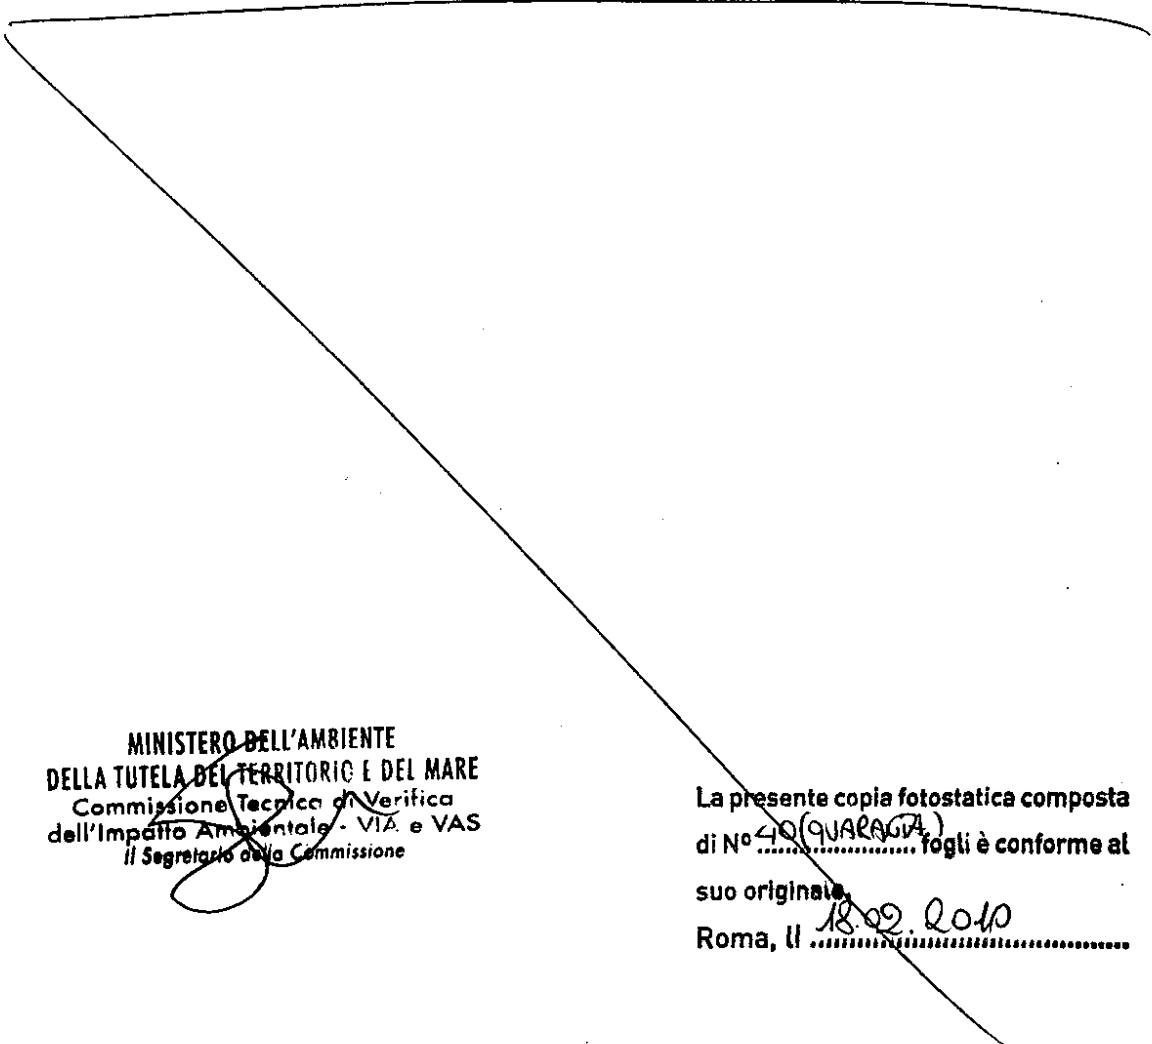 MINISTERO DELL'AMBIENTE
DELLA TUTELA DEL TERRITORIO E DEL MARE
Commissione Tecnica di Verifica
dell'Impatto Ambientale - VIA e VAS
Il Segretario della Commissione
La presente copia fotostatica composta
di N° 40 (QUARANTA) fogli è conforme al
suo originale.
Roma, lì 18.02.2010